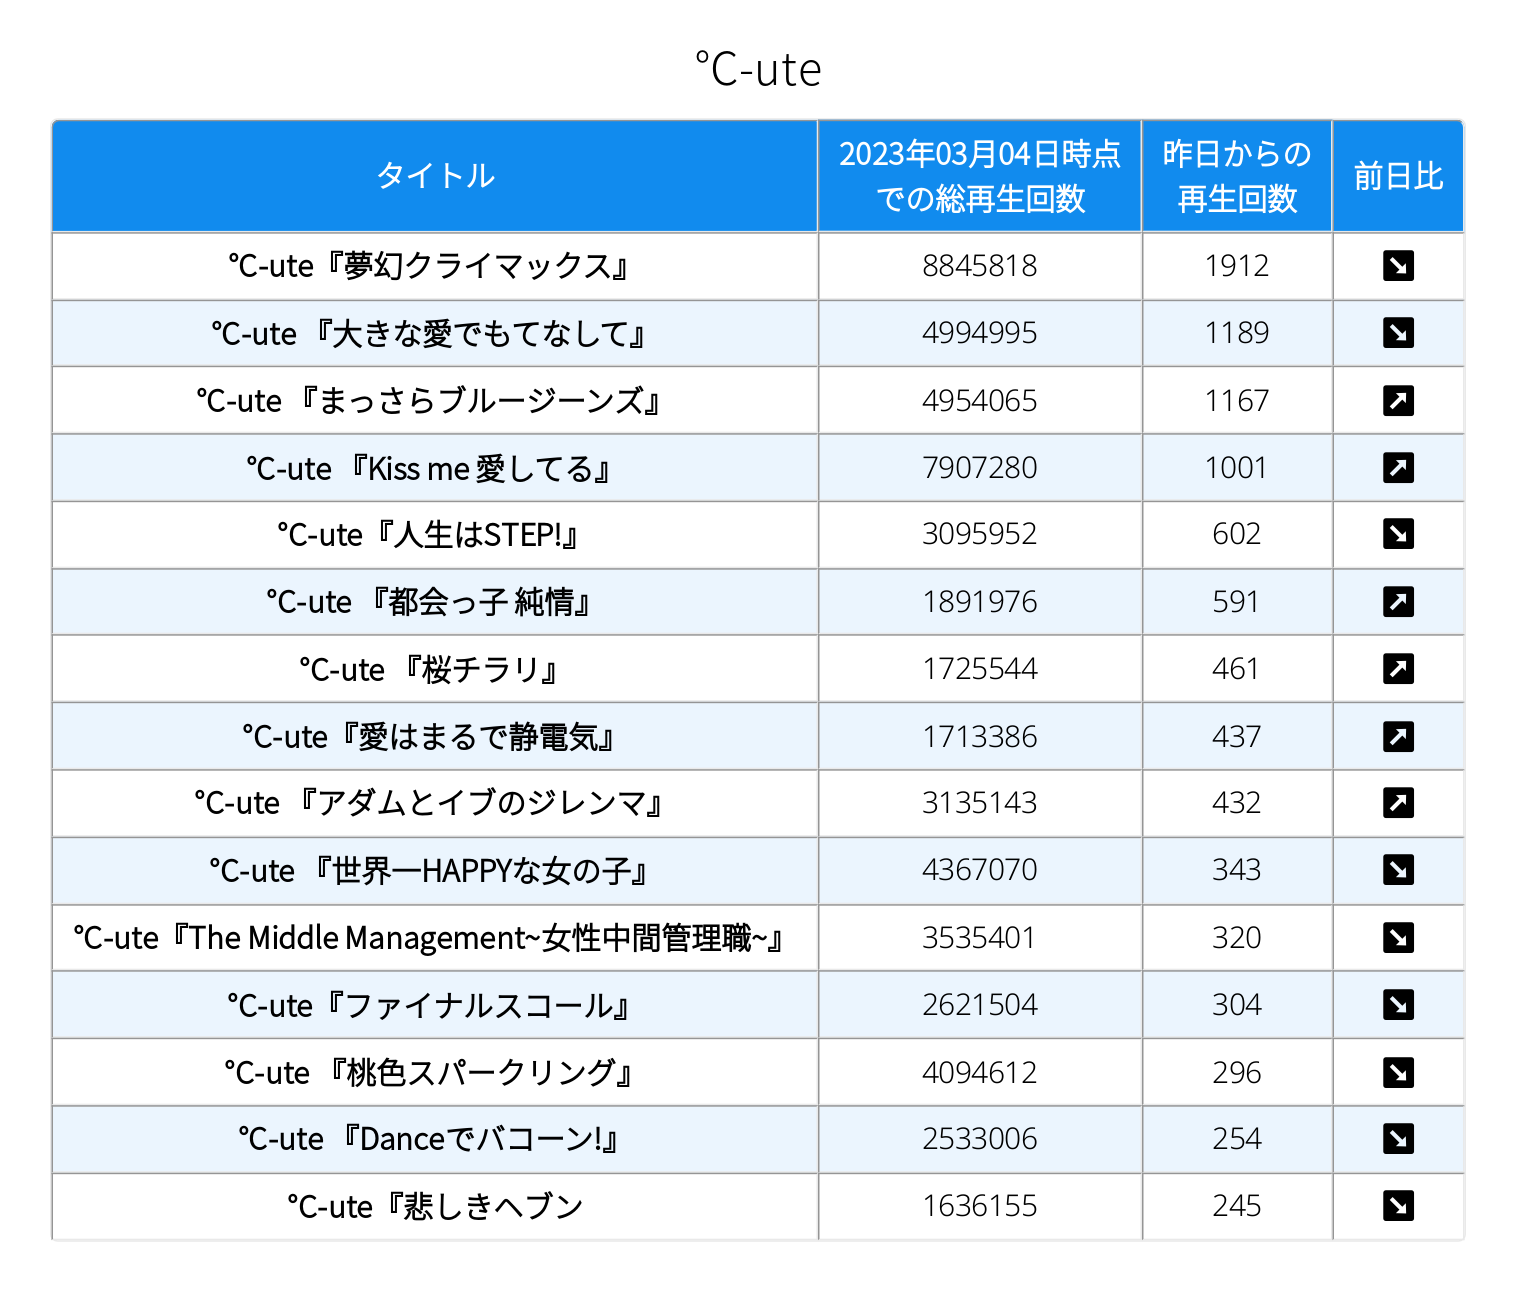 ℃-ute
タイトル 2023年03月04日時点での総再生回数 昨日からの再生回数 前日比
℃-ute『夢幻クライマックス』 8845818 1912 ↘
℃-ute 『大きな愛でもてなして』 4994995 1189 ↘
℃-ute 『まっさらブルージーンズ』 4954065 1167 ↗
℃-ute 『Kiss me 愛してる』 7907280 1001 ↗
℃-ute『人生はSTEP!』 3095952 602 ↘
℃-ute 『都会っ子 純情』 1891976 591 ↗
℃-ute 『桜チラリ』 1725544 461 ↗
℃-ute『愛はまるで静電気』 1713386 437 ↗
℃-ute 『アダムとイブのジレンマ』 3135143 432 ↗
℃-ute 『世界一HAPPYな女の子』 4367070 343 ↘
℃-ute『The Middle Management~女性中間管理職~』 3535401 320 ↘
℃-ute『ファイナルスコール』 2621504 304 ↘
℃-ute 『桃色スパークリング』 4094612 296 ↘
℃-ute 『Danceでバコーン!』 2533006 254 ↘
℃-ute『悲しきヘブン 1636155 245 ↘